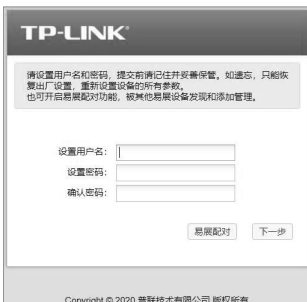 TP-LINK
请设置用户名和密码，提交前请记住并妥善保管。如遗忘，只能恢
复出厂设置，重新设置设备的所有参数。
也可开启易展配对功能，被其他易展设备发现和添加管理。
设置用户名：
设置密码：
确认密码：
易展配对 下一步
Copyright © 2020 普联技术有限公司 版权所有